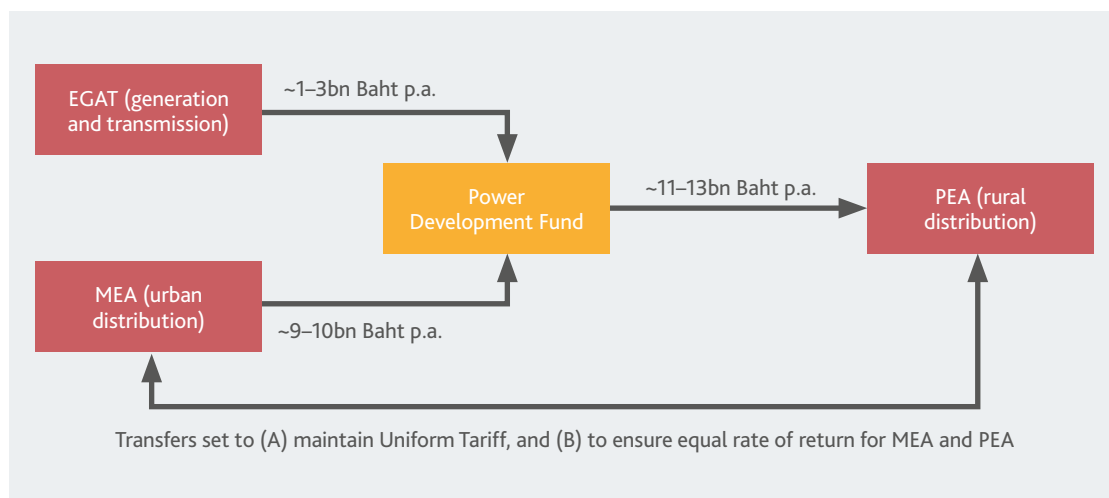 EGAT (generation
and transmission)
~1–3bn Baht p.a.
Power
Development Fund
~11–13bn Baht p.a.
PEA (rural
distribution)
MEA (urban
distribution)
~9–10bn Baht p.a.
Transfers set to (A) maintain Uniform Tariff, and (B) to ensure equal rate of return for MEA and PEA